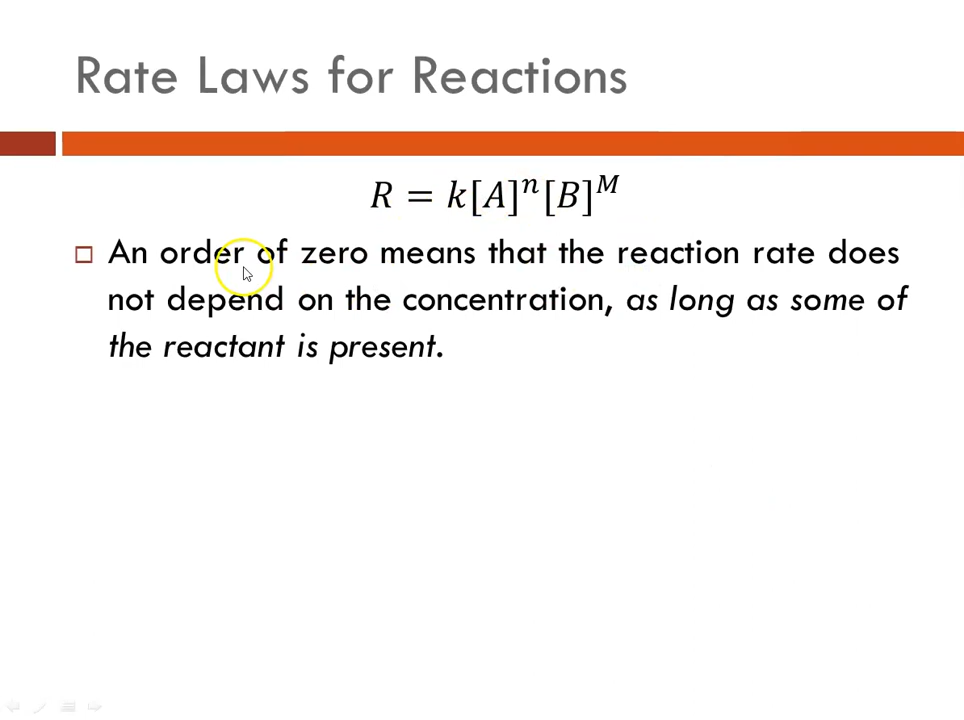 Rate Laws for Reactions
R = k[A]ⁿ[B]ᴹ
An order of zero means that the reaction rate does
not depend on the concentration, as long as some of
the reactant is present.